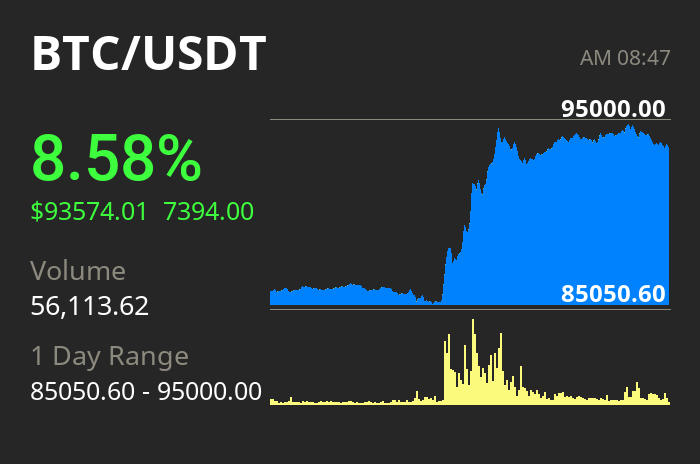 BTC/USDT
AM 08:47
95000.00
8.58%
$93574.01 7394.00
Volume
56,113.62
85050.60
1 Day Range
85050.60 - 95000.00